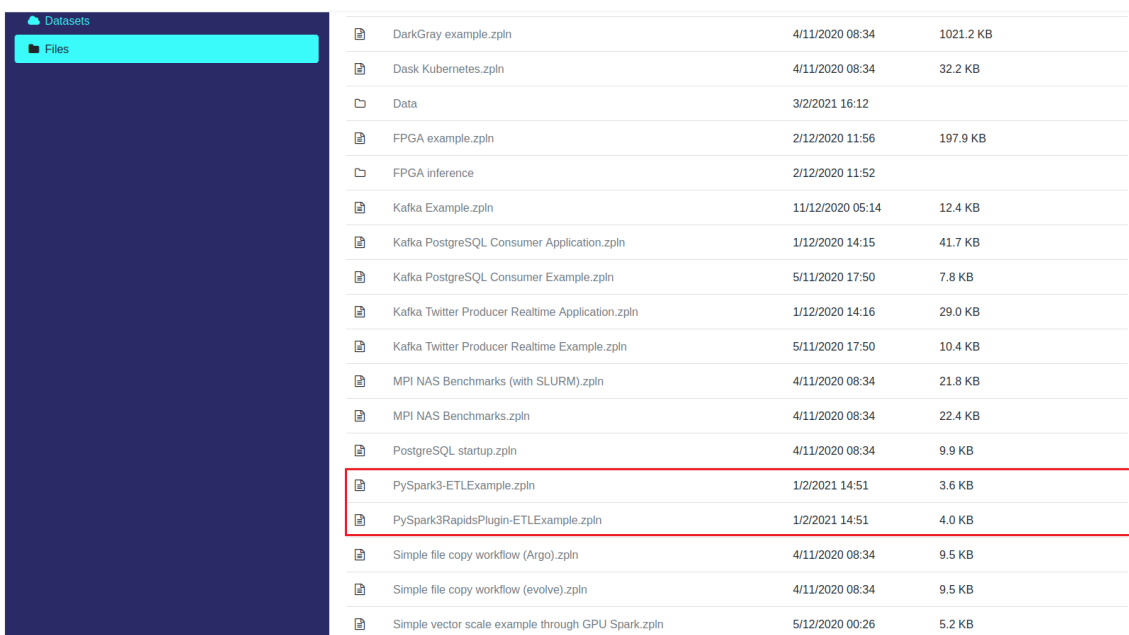 Datasets
Files
DarkGray example.zpln 4/11/2020 08:34 1021.2 KB
Dask Kubernetes.zpln 4/11/2020 08:34 32.2 KB
Data 3/2/2021 16:12
FPGA example.zpln 2/12/2020 11:56 197.9 KB
FPGA inference 2/12/2020 11:52
Kafka Example.zpln 11/12/2020 05:14 12.4 KB
Kafka PostgreSQL Consumer Application.zpln 1/12/2020 14:15 41.7 KB
Kafka PostgreSQL Consumer Example.zpln 5/11/2020 17:50 7.8 KB
Kafka Twitter Producer Realtime Application.zpln 1/12/2020 14:16 29.0 KB
Kafka Twitter Producer Realtime Example.zpln 5/11/2020 17:50 10.4 KB
MPI NAS Benchmarks (with SLURM).zpln 4/11/2020 08:34 21.8 KB
MPI NAS Benchmarks.zpln 4/11/2020 08:34 22.4 KB
PostgreSQL startup.zpln 4/11/2020 08:34 9.9 KB
PySpark3-ETLExample.zpln 1/2/2021 14:51 3.6 KB
PySpark3RapidsPlugin-ETLExample.zpln 1/2/2021 14:51 4.0 KB
Simple file copy workflow (Argo).zpln 4/11/2020 08:34 9.5 KB
Simple file copy workflow (evolve).zpln 4/11/2020 08:34 9.5 KB
Simple vector scale example through GPU Spark.zpln 5/12/2020 00:26 5.2 KB